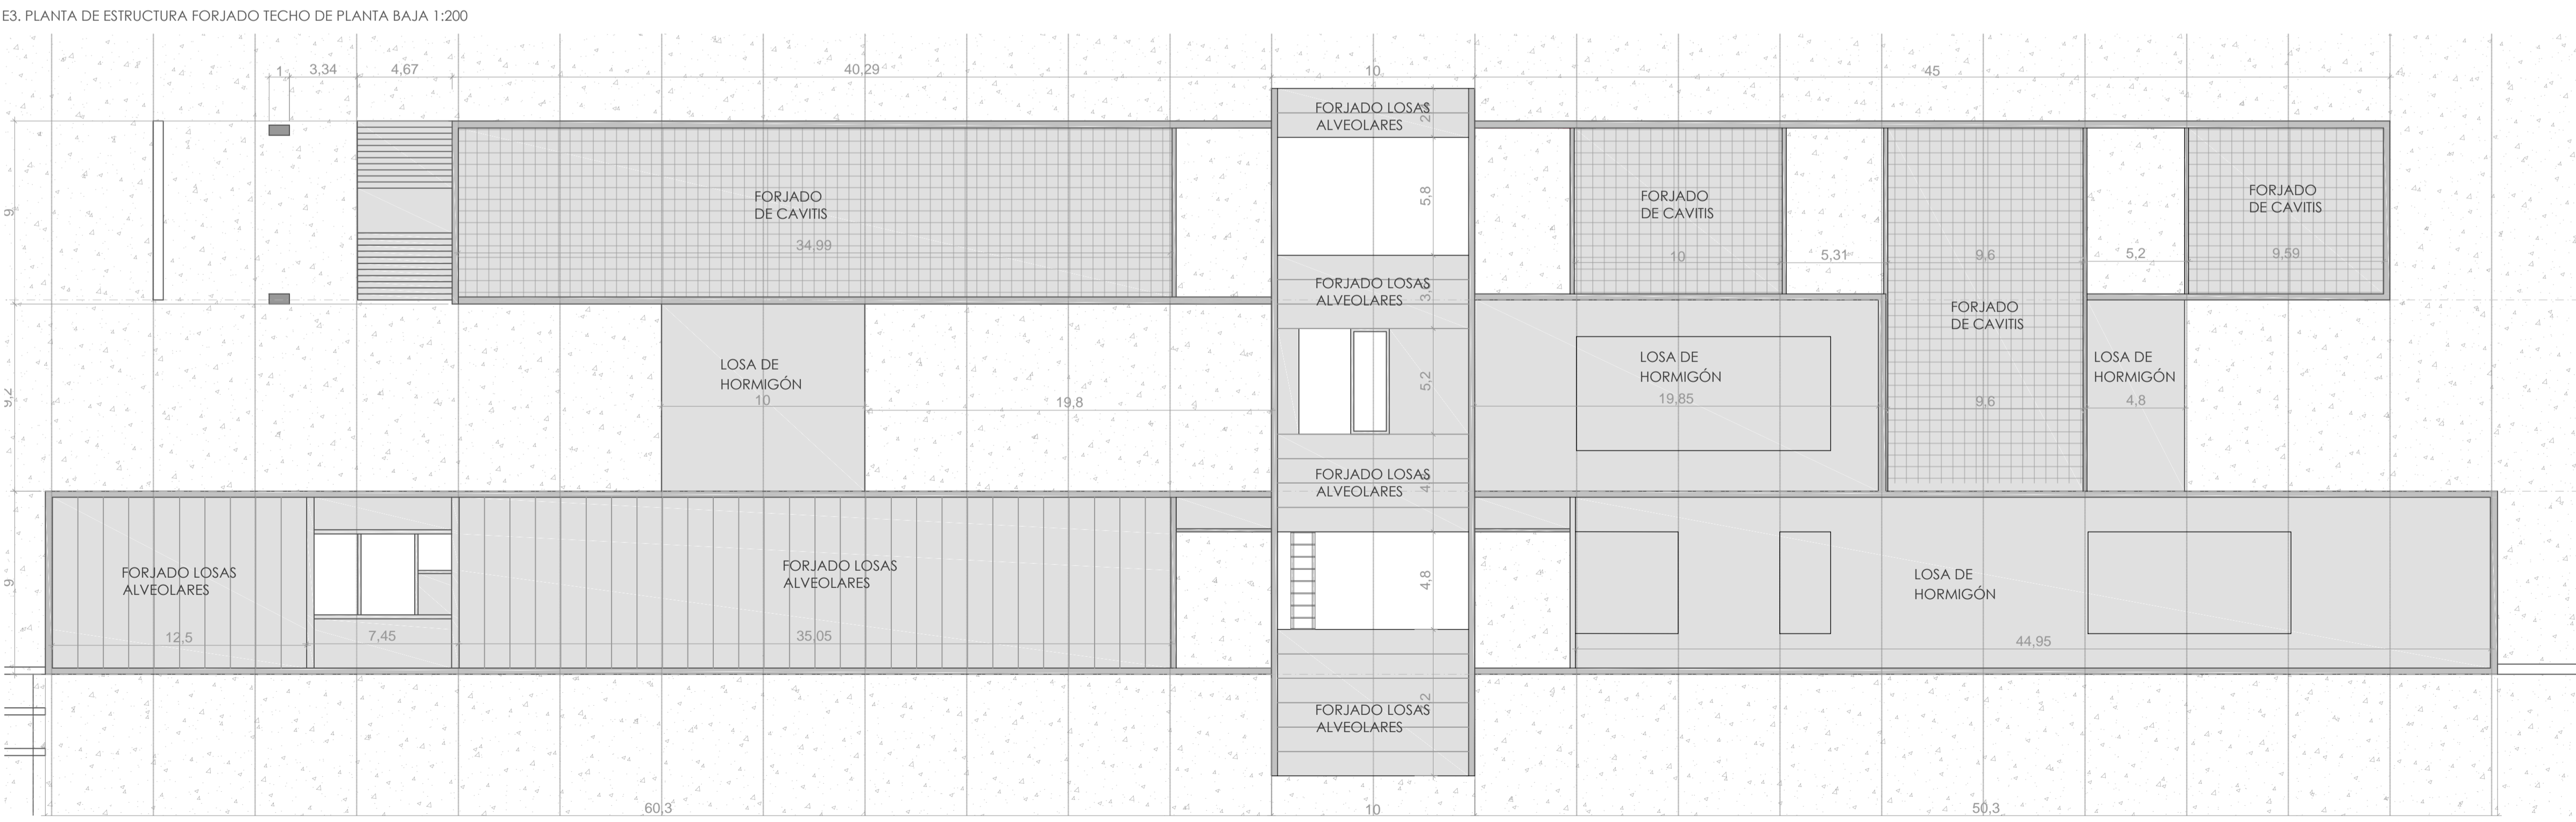 E3. PLANTA DE ESTRUCTURA FORJADO TECHO DE PLANTA BAJA 1:200
1
3,34
4,67
40,29
10
45
FORJADO LOSAS
ALVEOLARES
9
FORJADO
DE CAVITIS
34,99
5,8
FORJADO
DE CAVITIS
10
5,31
9,6
5,2
FORJADO
DE CAVITIS
9,59
FORJADO LOSAS
ALVEOLARES
FORJADO
DE CAVITIS
9,2
LOSA DE
HORMIGÓN
10
19,8
5,2
LOSA DE
HORMIGÓN
19,85
9,6
LOSA DE
HORMIGÓN
4,8
FORJADO LOSAS
ALVEOLARES
9
FORJADO LOSAS
ALVEOLARES
12,5
7,45
FORJADO LOSAS
ALVEOLARES
35,05
4,8
LOSA DE
HORMIGÓN
44,95
FORJADO LOSAS
ALVEOLARES
60,3
10
50,3